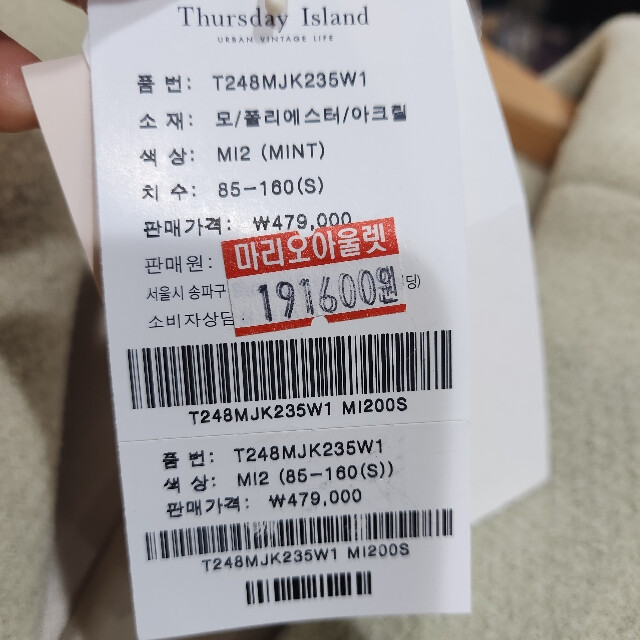 Thursday Island
URBAN VINTAGE LIFE
품 번: T248MJK235W1
소 재: 모/폴리에스터/아크릴
색 상: MI2 (MINT)
치 수: 85-160(S)
판매가격: ₩479,000
판매원:
마리오아울렛
서울시 송파구
191600원
딩)
소비자상담:
T248MJK235W1 MI200S
품 번: T248MJK235W1
색 상: MI2 (85-160(S))
판매가격: ₩479,000
T248MJK235W1 MI200S